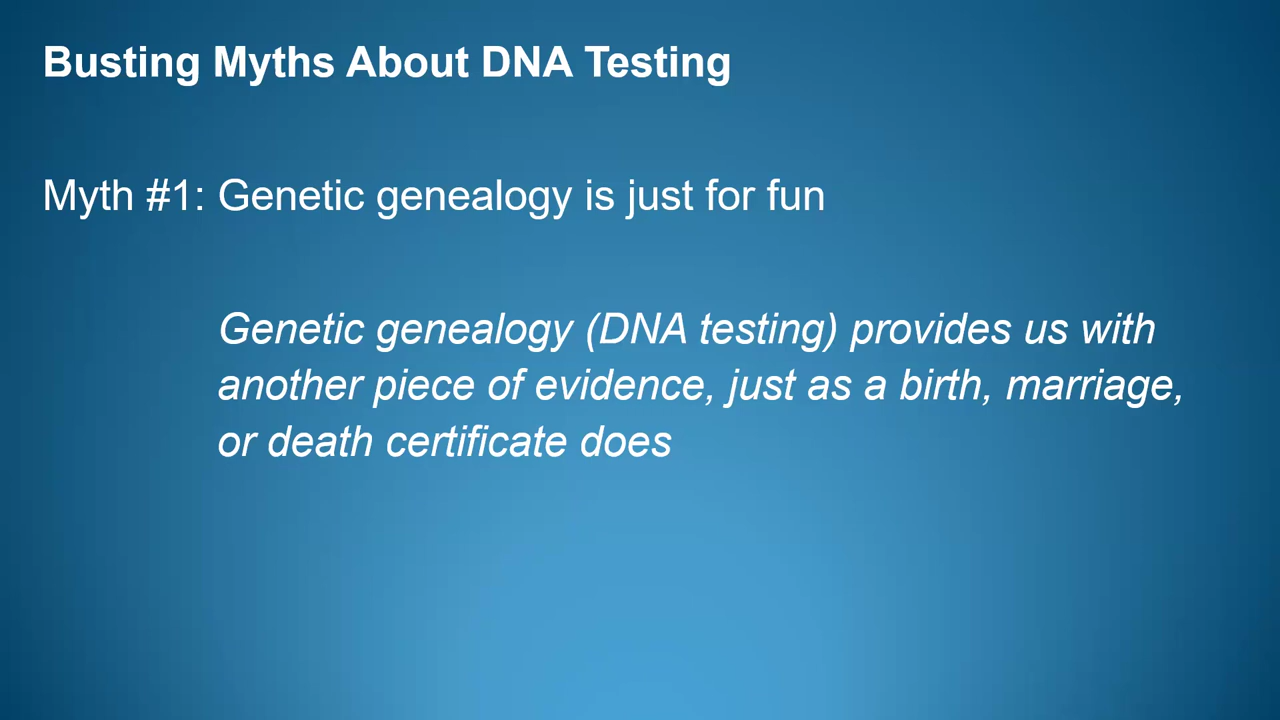 Busting Myths About DNA Testing
Myth #1: Genetic genealogy is just for fun
Genetic genealogy (DNA testing) provides us with
another piece of evidence, just as a birth, marriage,
or death certificate does